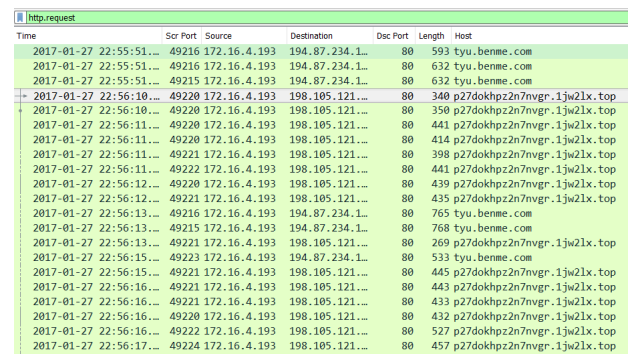 http.request
Time Scr Port Source Destination Dsc Port Length Host
2017-01-27 22:55:51.… 49216 172.16.4.193 194.87.234.1… 80 593 tyu.benme.com
2017-01-27 22:55:51.… 49216 172.16.4.193 194.87.234.1… 80 632 tyu.benme.com
2017-01-27 22:55:51.… 49215 172.16.4.193 194.87.234.1… 80 632 tyu.benme.com
2017-01-27 22:56:10.… 49220 172.16.4.193 198.105.121.… 80 340 p27dokhpz2n7nvgr.1jw2lx.top
2017-01-27 22:56:10.… 49220 172.16.4.193 198.105.121.… 80 350 p27dokhpz2n7nvgr.1jw2lx.top
2017-01-27 22:56:11.… 49220 172.16.4.193 198.105.121.… 80 441 p27dokhpz2n7nvgr.1jw2lx.top
2017-01-27 22:56:11.… 49220 172.16.4.193 198.105.121.… 80 414 p27dokhpz2n7nvgr.1jw2lx.top
2017-01-27 22:56:11.… 49221 172.16.4.193 198.105.121.… 80 398 p27dokhpz2n7nvgr.1jw2lx.top
2017-01-27 22:56:11.… 49222 172.16.4.193 198.105.121.… 80 441 p27dokhpz2n7nvgr.1jw2lx.top
2017-01-27 22:56:12.… 49220 172.16.4.193 198.105.121.… 80 439 p27dokhpz2n7nvgr.1jw2lx.top
2017-01-27 22:56:12.… 49221 172.16.4.193 198.105.121.… 80 435 p27dokhpz2n7nvgr.1jw2lx.top
2017-01-27 22:56:13.… 49216 172.16.4.193 194.87.234.1… 80 765 tyu.benme.com
2017-01-27 22:56:13.… 49215 172.16.4.193 194.87.234.1… 80 768 tyu.benme.com
2017-01-27 22:56:13.… 49221 172.16.4.193 198.105.121.… 80 269 p27dokhpz2n7nvgr.1jw2lx.top
2017-01-27 22:56:15.… 49223 172.16.4.193 194.87.234.1… 80 533 tyu.benme.com
2017-01-27 22:56:15.… 49221 172.16.4.193 198.105.121.… 80 445 p27dokhpz2n7nvgr.1jw2lx.top
2017-01-27 22:56:16.… 49221 172.16.4.193 198.105.121.… 80 443 p27dokhpz2n7nvgr.1jw2lx.top
2017-01-27 22:56:16.… 49221 172.16.4.193 198.105.121.… 80 433 p27dokhpz2n7nvgr.1jw2lx.top
2017-01-27 22:56:16.… 49220 172.16.4.193 198.105.121.… 80 432 p27dokhpz2n7nvgr.1jw2lx.top
2017-01-27 22:56:16.… 49222 172.16.4.193 198.105.121.… 80 527 p27dokhpz2n7nvgr.1jw2lx.top
2017-01-27 22:56:17.… 49224 172.16.4.193 198.105.121.… 80 457 p27dokhpz2n7nvgr.1jw2lx.top